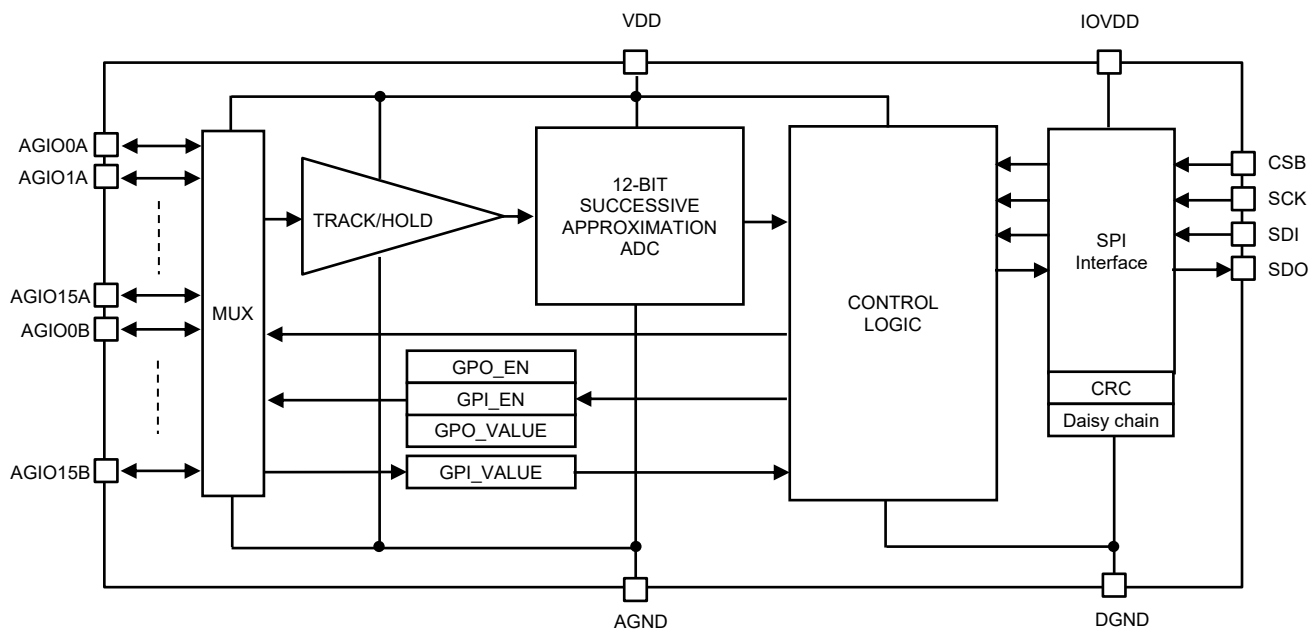 VDD
IOVDD
AGIO0A
AGIO1A
AGIO15A
AGIO0B
AGIO15B
MUX
TRACK/HOLD
12-BIT
SUCCESSIVE
APPROXIMATION
ADC
GPO_EN
GPI_EN
GPO_VALUE
GPI_VALUE
CONTROL
LOGIC
SPI
Interface
CRC
Daisy chain
CSB
SCK
SDI
SDO
AGND
DGND